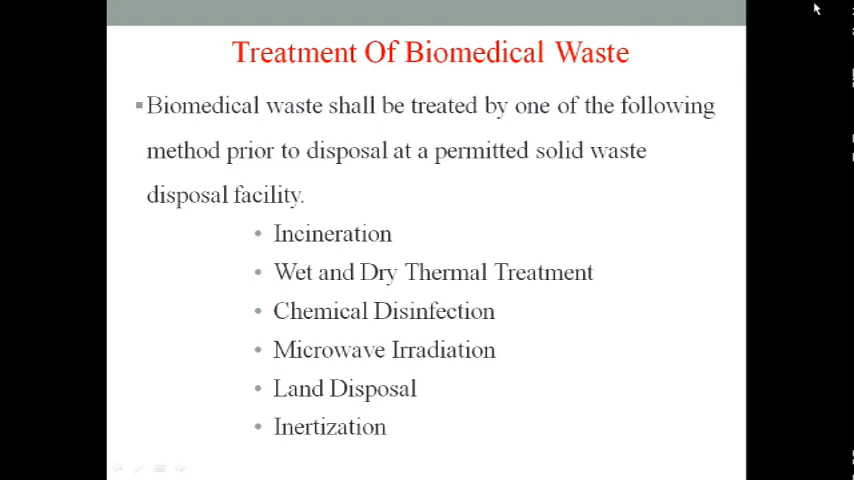 Treatment Of Biomedical Waste
▪Biomedical waste shall be treated by one of the following
method prior to disposal at a permitted solid waste
disposal facility.
• Incineration
• Wet and Dry Thermal Treatment
• Chemical Disinfection
• Microwave Irradiation
• Land Disposal
• Inertization